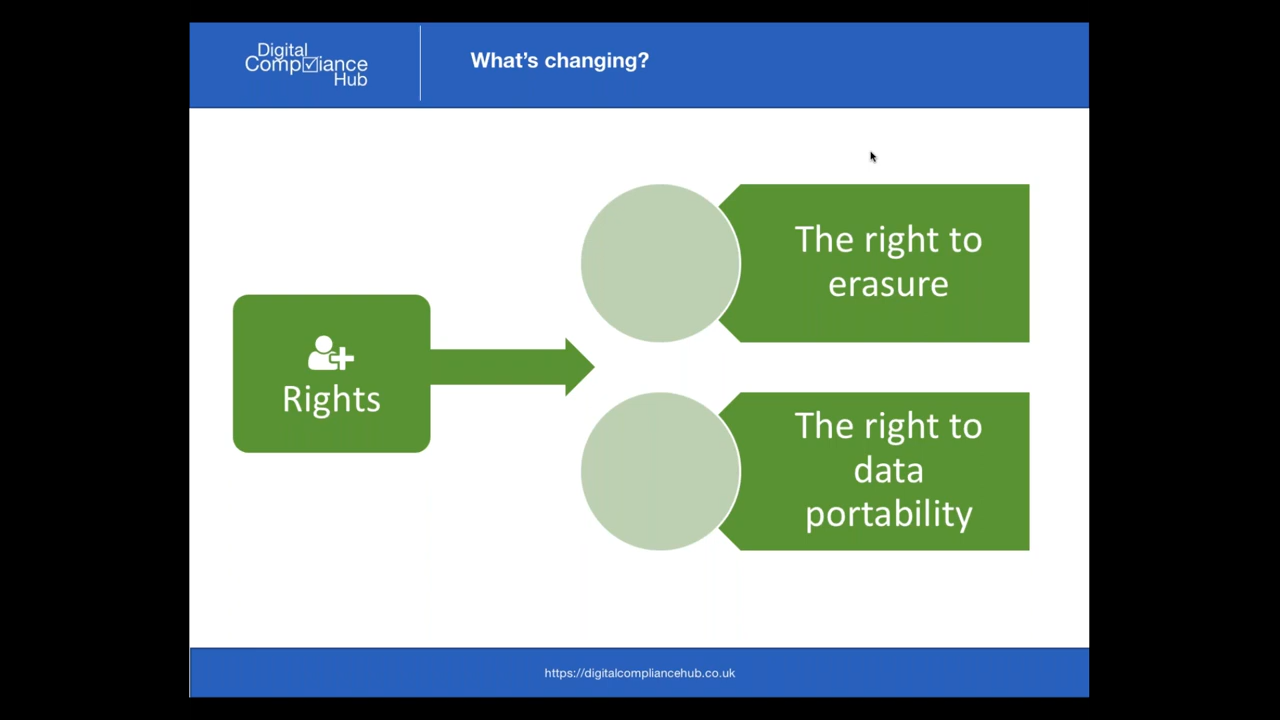 Digital
Compliance
Hub
What's changing?
The right to
erasure
Rights
The right to
data
portability
https://digitalcompliancehub.co.uk